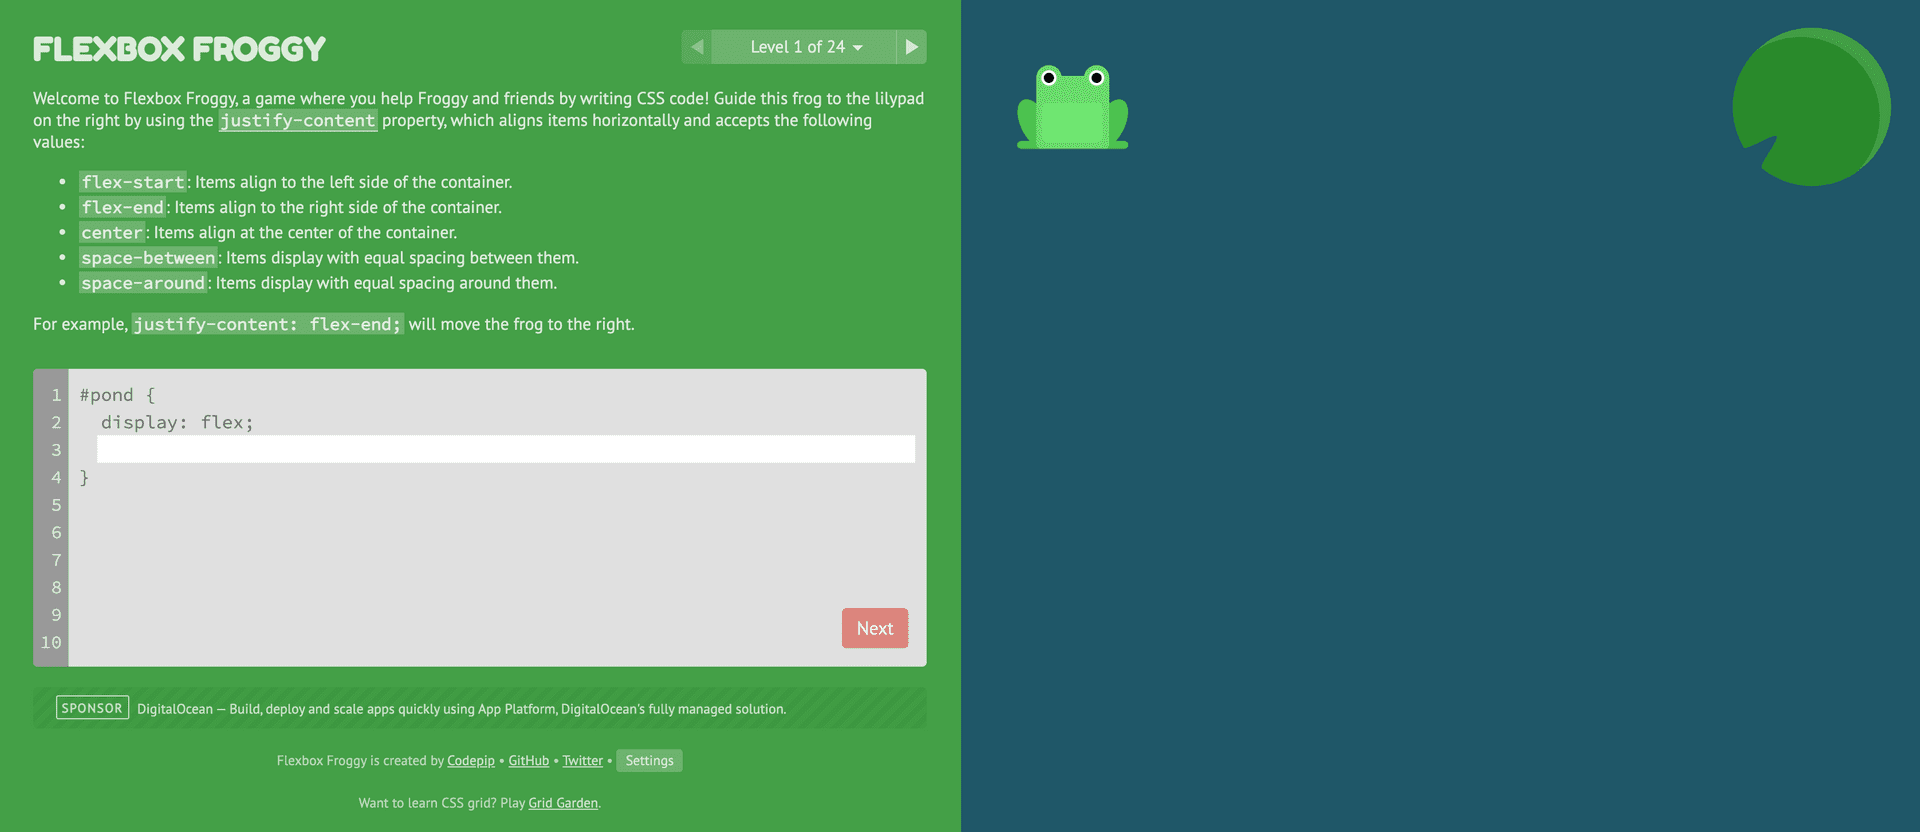 FLEXBOX FROGGY
Level 1 of 24
Welcome to Flexbox Froggy, a game where you help Froggy and friends by writing CSS code! Guide this frog to the lilypad
on the right by using the justify-content property, which aligns items horizontally and accepts the following
values:
• flex-start: Items align to the left side of the container.
• flex-end: Items align to the right side of the container.
• center: Items align at the center of the container.
• space-between: Items display with equal spacing between them.
• space-around: Items display with equal spacing around them.
For example, justify-content: flex-end; will move the frog to the right.
1 #pond {
2 display: flex;
3
4 }
5
6
7
8
9
10
Next
SPONSOR DigitalOcean — Build, deploy and scale apps quickly using App Platform, DigitalOcean's fully managed solution.
Flexbox Froggy is created by Codepip • GitHub • Twitter • Settings
Want to learn CSS grid? Play Grid Garden.